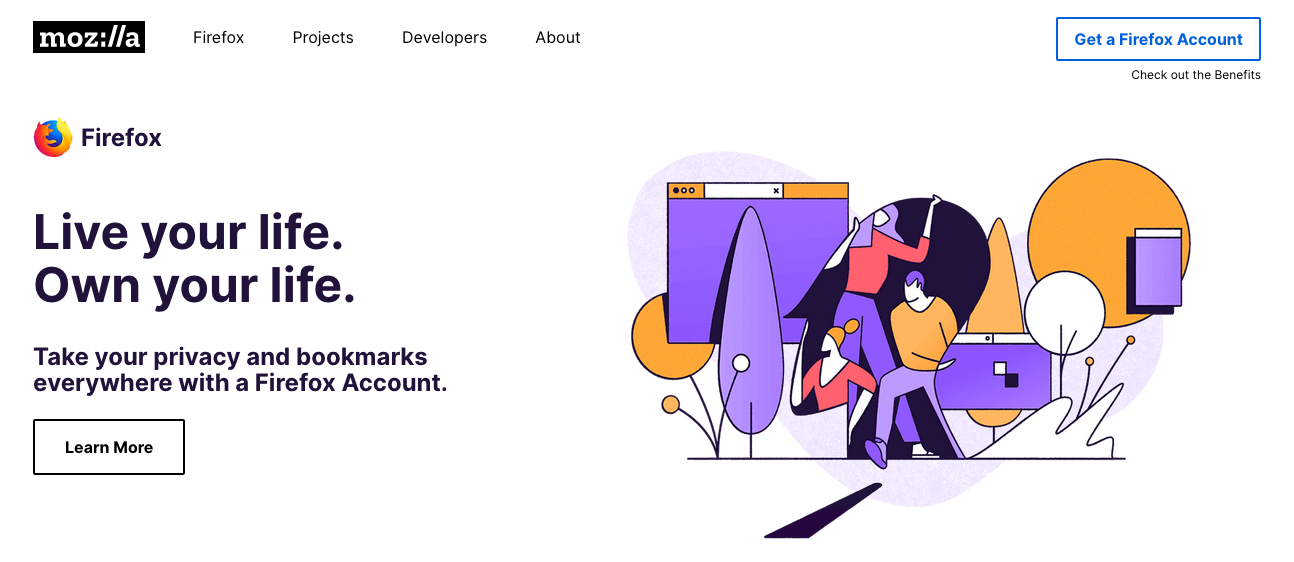 moz://a
Firefox
Projects
Developers
About
Get a Firefox Account
Check out the Benefits
Firefox
Live your life.
Own your life.
Take your privacy and bookmarks
everywhere with a Firefox Account.
Learn More